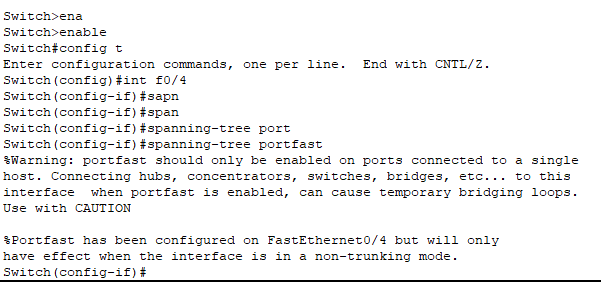 Switch>ena
Switch>enable
Switch#config t
Enter configuration commands, one per line.  End with CNTL/Z.
Switch(config)#int f0/4
Switch(config-if)#sapn
Switch(config-if)#span
Switch(config-if)#spanning-tree port
Switch(config-if)#spanning-tree portfast
%Warning: portfast should only be enabled on ports connected to a single
host. Connecting hubs, concentrators, switches, bridges, etc... to this
interface  when portfast is enabled, can cause temporary bridging loops.
Use with CAUTION

%Portfast has been configured on FastEthernet0/4 but will only
have effect when the interface is in a non-trunking mode.
Switch(config-if)#